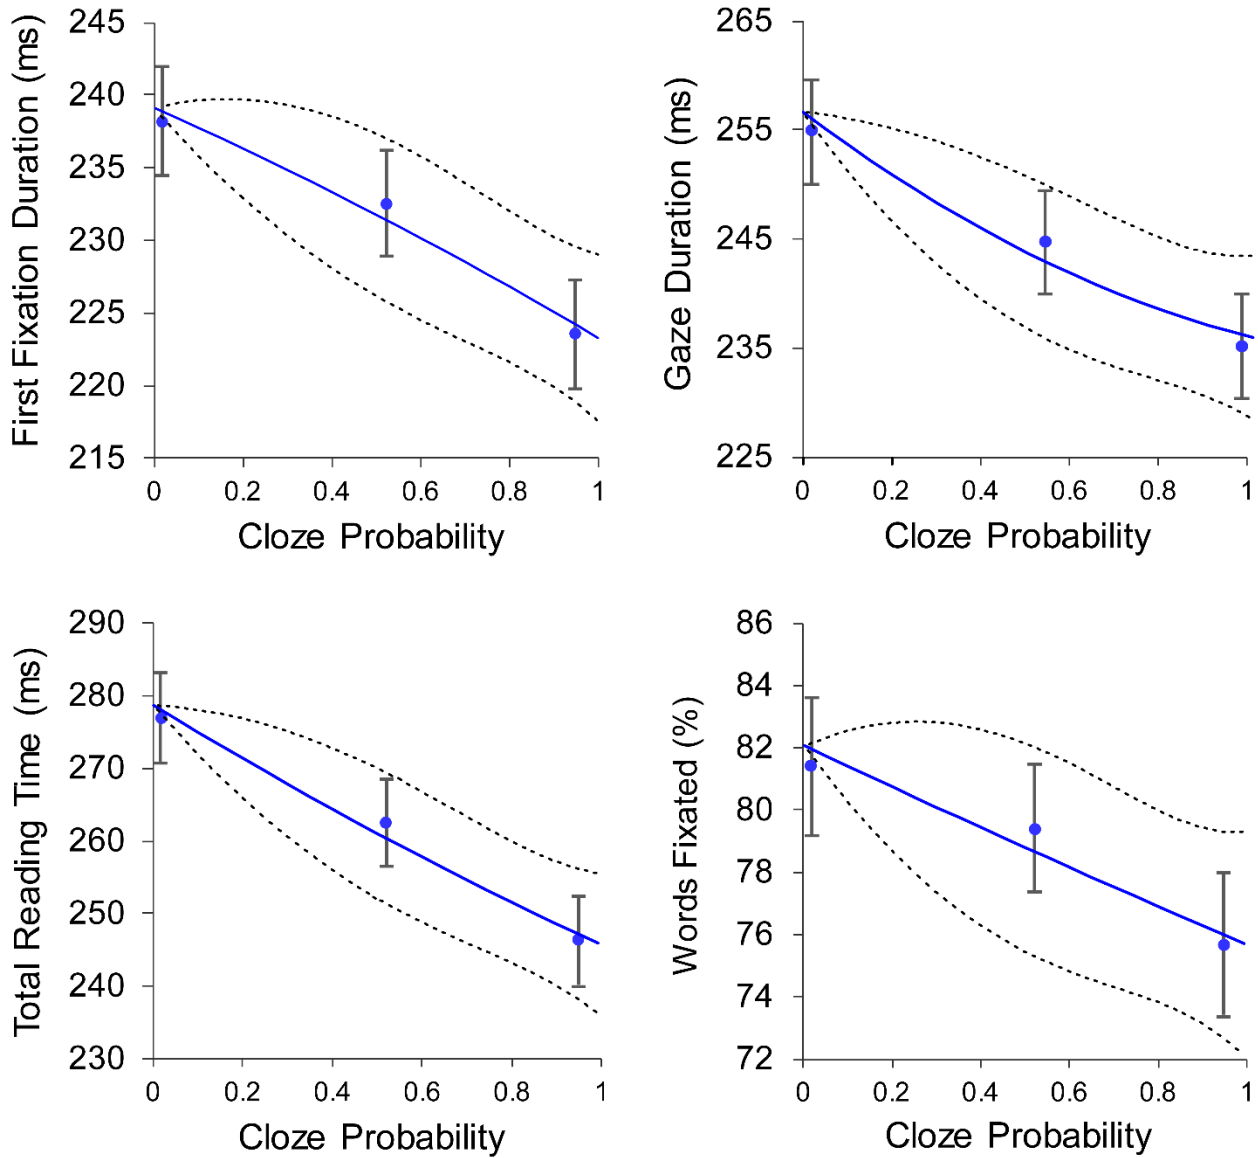 First Fixation Duration (ms)
245
240
235
230
225
220
215
0 0.2 0.4 0.6 0.8 1
Cloze Probability
Gaze Duration (ms)
265
255
245
235
225
0 0.2 0.4 0.6 0.8 1
Cloze Probability
Total Reading Time (ms)
290
280
270
260
250
240
230
0 0.2 0.4 0.6 0.8 1
Cloze Probability
Words Fixated (%)
86
84
82
80
78
76
74
72
0 0.2 0.4 0.6 0.8 1
Cloze Probability